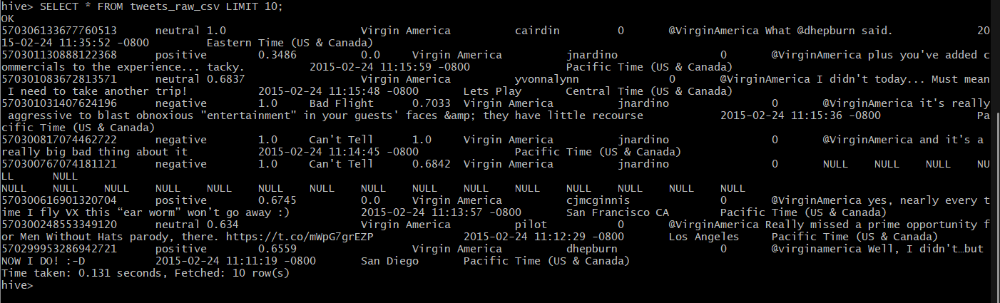 hive> SELECT * FROM tweets_raw_csv LIMIT 10;
OK
570306133677760513 neutral 1.0 Virgin America cairdin 0 @VirginAmerica What @dhepburn said. 20
15-02-24 11:35:52 -0800 Eastern Time (US & Canada)
570301130888122368 positive 0.3486 0.0 Virgin America jnardino 0 @VirginAmerica plus you've added c
ommercials to the experience... tacky. 2015-02-24 11:15:59 -0800 Pacific Time (US & Canada)
570301083672813571 neutral 0.6837 Virgin America yvonnalynn 0 @VirginAmerica I didn't today... Must mean
I need to take another trip! 2015-02-24 11:15:48 -0800 Lets Play Central Time (US & Canada)
570301031407624196 negative 1.0 Bad Flight 0.7033 Virgin America jnardino 0 @VirginAmerica it's really
aggressive to blast obnoxious "entertainment" in your guests' faces &amp; they have little recourse 2015-02-24 11:15:36 -0800 Pa
cific Time (US & Canada)
570300817074462722 negative 1.0 Can't Tell 1.0 Virgin America jnardino 0 @VirginAmerica and it's a
really big bad thing about it 2015-02-24 11:14:45 -0800 Pacific Time (US & Canada)
570300767074181121 negative 1.0 Can't Tell 0.6842 Virgin America jnardino 0 NULL NULL NULL NU
LL NULL
NULL NULL NULL NULL NULL NULL NULL NULL NULL NULL NULL NULL NULL NULL NULL
570300616901320704 positive 0.6745 0.0 Virgin America cjmcginnis 0 @VirginAmerica yes, nearly every t
ime I fly VX this “ear worm” won’t go away :) 2015-02-24 11:13:57 -0800 San Francisco CA Pacific Time (US & Canada)
570300248553349120 neutral 0.634 Virgin America pilot 0 @VirginAmerica Really missed a prime opportunity f
or Men Without Hats parody, there. https://t.co/mWpG7grEZP 2015-02-24 11:12:29 -0800 Los Angeles Pacific Time (US & Canada)
570299953286942721 positive 0.6559 Virgin America dhepburn 0 @virginamerica Well, I didn't…but
NOW I DO! :-D 2015-02-24 11:11:19 -0800 San Diego Pacific Time (US & Canada)
Time taken: 0.131 seconds, Fetched: 10 row(s)
hive>